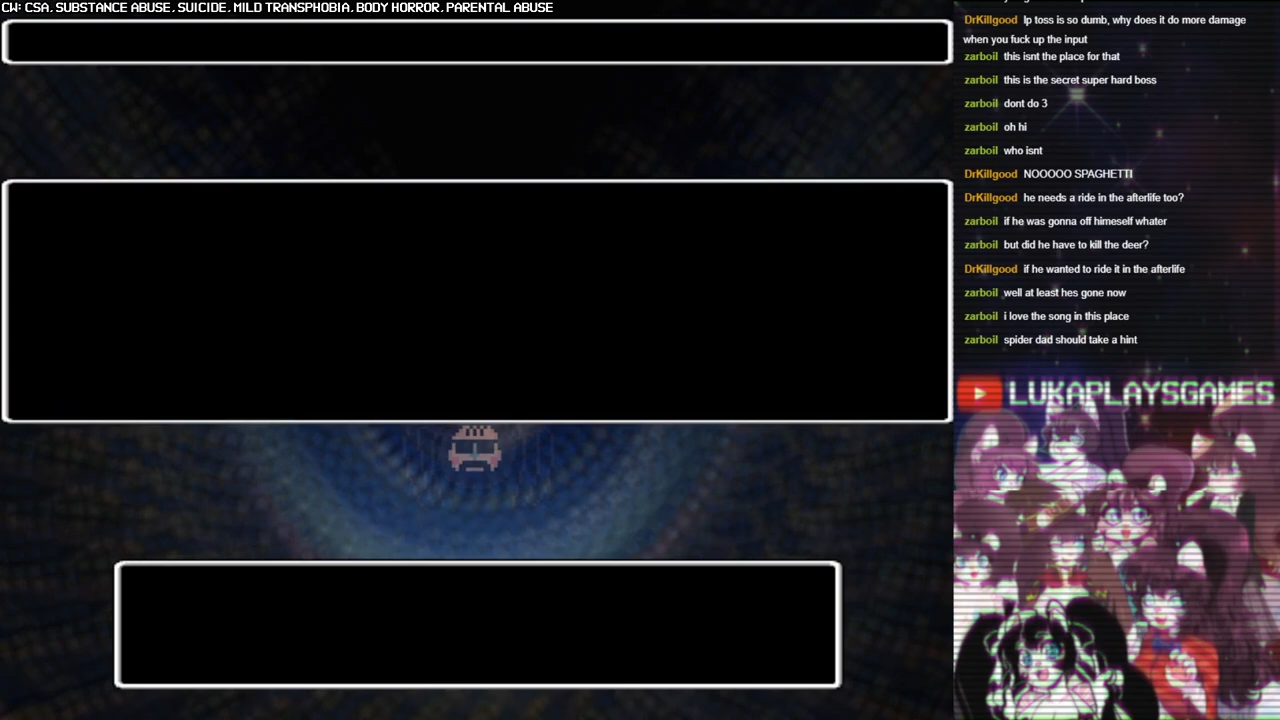 CW: CSA, SUBSTANCE ABUSE, SUICIDE, MILD TRANSPHOBIA, BODY HORROR, PARENTAL ABUSE
DrKillgood lp toss is so dumb, why does it do more damage
when you fuck up the input
zarboil this isnt the place for that
zarboil this is the secret super hard boss
zarboil dont do 3
zarboil oh hi
zarboil who isnt
DrKillgood NOOOOO SPAGHETTI
DrKillgood he needs a ride in the afterlife too?
zarboil if he was gonna off himeself whater
zarboil but did he have to kill the deer?
DrKillgood if he wanted to ride it in the afterlife
zarboil well at least hes gone now
zarboil i love the song in this place
zarboil spider dad should take a hint
LUKAPLAYSGAMES